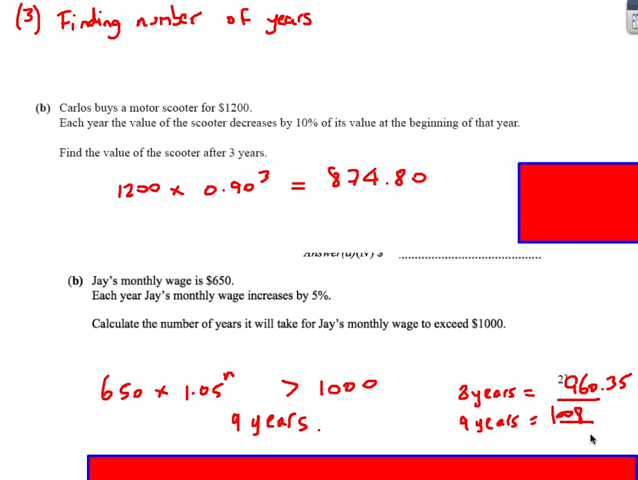 (3) Finding number of years
(b) Carlos buys a motor scooter for $1200.
Each year the value of the scooter decreases by 10% of its value at the beginning of that year.
Find the value of the scooter after 3 years.
1200 × 0.90³ = 874.80
Answer(a)(iv) $ ................................................
(b) Jay's monthly wage is $650.
Each year Jay's monthly wage increases by 5%.
Calculate the number of years it will take for Jay's monthly wage to exceed $1000.
650 × 1.05ⁿ > 1000
9 years.
8 years = 960.35
9 years = 1008